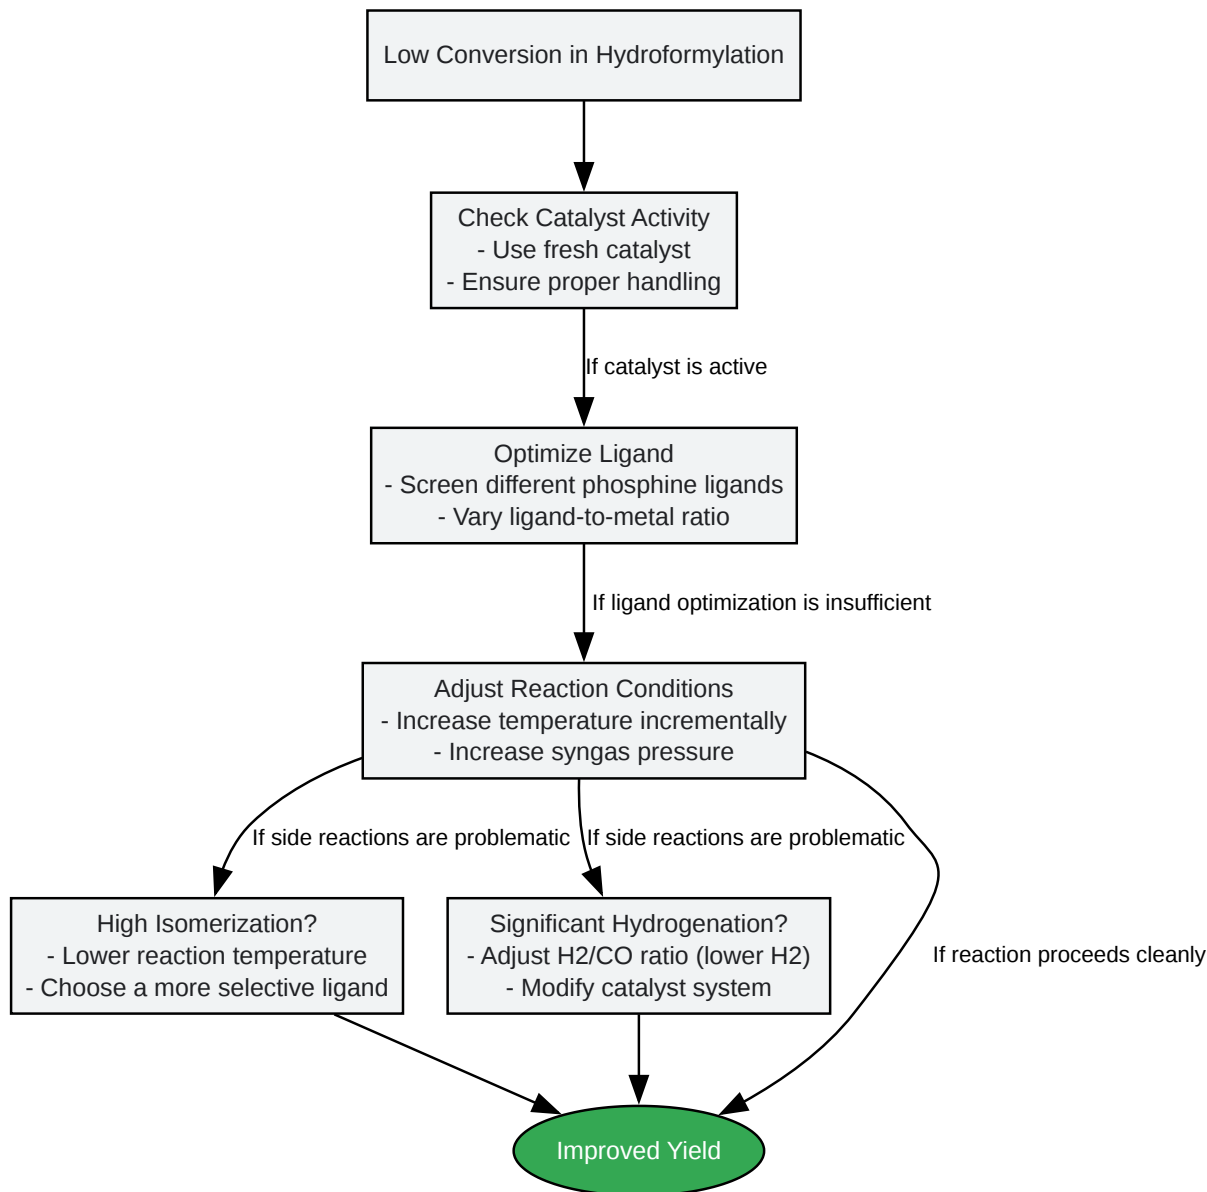 Low Conversion in Hydroformylation
Check Catalyst Activity
- Use fresh catalyst
- Ensure proper handling
If catalyst is active
Optimize Ligand
- Screen different phosphine ligands
- Vary ligand-to-metal ratio
If ligand optimization is insufficient
Adjust Reaction Conditions
- Increase temperature incrementally
- Increase syngas pressure
If side reactions are problematic
If side reactions are problematic
High Isomerization?
- Lower reaction temperature
- Choose a more selective ligand
Significant Hydrogenation?
- Adjust H2/CO ratio (lower H2)
- Modify catalyst system
If reaction proceeds cleanly
Improved Yield